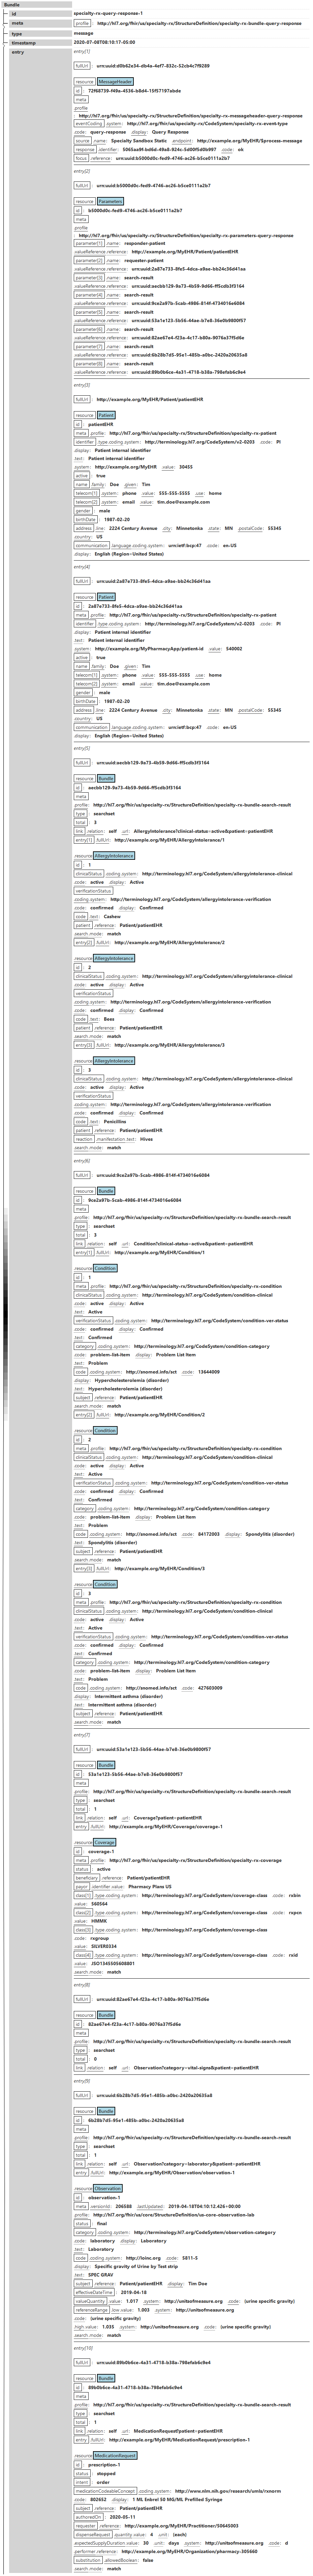 Bundle
id : specialty-rx-query-response-1
meta profile : http://hl7.org/fhir/us/specialty-rx/StructureDefinition/specialty-rx-bundle-query-response
type message
timestamp 2020-07-08T08:10:17-05:00
entry entry[1]
fullUrl : urn:uuid:d0b62e34-db4a-4ef7-832c-52cb4c7f9289
resource MessageHeader
id : 72f68739-f49a-4536-b8d4-19f57197abde
meta
.profile
: http://hl7.org/fhir/us/specialty-rx/StructureDefinition/specialty-rx-messageheader-query-response
eventCoding .system: http://hl7.org/fhir/us/specialty-rx/CodeSystem/specialty-rx-event-type
code: query-response .display: Query Response
source .name: Specialty Sandbox Static .endpoint: http://example.org/MyEHR/$process-message
response .identifier: 5065aa9f-bd6d-49a8-924c-5d00f5d0b997 .code: ok
focus .reference: urn:uuid:b5000d0c-fed9-4746-ac26-b5ce0111a2b7
entry[2]
fullUrl : urn:uuid:b5000d0c-fed9-4746-ac26-b5ce0111a2b7
resource Parameters
id : b5000d0c-fed9-4746-ac26-b5ce0111a2b7
meta
.profile
: http://hl7.org/fhir/us/specialty-rx/StructureDefinition/specialty-rx-parameters-query-response
parameter[1] .name: responder-patient
.valueReference.reference: http://example.org/MyEHR/Patient/patientEHR
parameter[2] .name: requester-patient
.valueReference.reference: urn:uuid:2a87e733-8fe5-4dca-a9ae-bb24c36d41aa
parameter[3] .name: search-result
.valueReference.reference: urn:uuid:aecbb129-9a73-4b59-9d66-ff5cdb3f3164
parameter[4] .name: search-result
.valueReference.reference: urn:uuid:9ce2a97b-5cab-4986-814f-4734016e6084
parameter[5] .name: search-result
.valueReference.reference: urn:uuid:53a1e123-5b56-44ae-b7e8-36e0b9800f57
parameter[6] .name: search-result
.valueReference.reference: urn:uuid:82ae67e4-f23a-4c17-b80a-9076a37f5d6e
parameter[7] .name: search-result
.valueReference.reference: urn:uuid:6b28b7d5-95e1-485b-a0bc-2420a20635a8
parameter[8] .name: search-result
.valueReference.reference: urn:uuid:89b0b6ce-4a31-4718-b38a-798efab6c9e4
entry[3]
fullUrl : http://example.org/MyEHR/Patient/patientEHR
resource Patient
id : patientEHR
meta .profile: http://hl7.org/fhir/us/specialty-rx/StructureDefinition/specialty-rx-patient
identifier .type.coding.system: http://terminology.hl7.org/CodeSystem/v2-0203 .code: PI
.display: Patient internal identifier
.text: Patient internal identifier
.system: http://example.org/MyEHR .value: 30455
active : true
name .family: Doe .given: Tim
telecom[1] .system: phone .value: 555-555-5555 .use: home
telecom[2] .system: email .value: tim.doe@example.com
gender : male
birthDate : 1987-02-20
address .line: 2224 Century Avenue .city: Minnetonka .state: MN .postalCode: 55345
.country: US
communication .language.coding.system: urn:ietf:bcp:47 .code: en-US
.display: English (Region=United States)
entry[4]
fullUrl : urn:uuid:2a87e733-8fe5-4dca-a9ae-bb24c36d41aa
resource Patient
id : 2a87e733-8fe5-4dca-a9ae-bb24c36d41aa
meta .profile: http://hl7.org/fhir/us/specialty-rx/StructureDefinition/specialty-rx-patient
identifier .type.coding.system: http://terminology.hl7.org/CodeSystem/v2-0203 .code: PI
.display: Patient internal identifier
.text: Patient internal identifier
.system: http://example.org/MyPharmacyApp/patient-id .value: 540002
active : true
name .family: Doe .given: Tim
telecom[1] .system: phone .value: 555-555-5555 .use: home
telecom[2] .system: email .value: tim.doe@example.com
gender : male
birthDate : 1987-02-20
address .line: 2224 Century Avenue .city: Minnetonka .state: MN .postalCode: 55345
.country: US
communication .language.coding.system: urn:ietf:bcp:47 .code: en-US
.display: English (Region=United States)
entry[5]
fullUrl : urn:uuid:aecbb129-9a73-4b59-9d66-ff5cdb3f3164
resource Bundle
id : aecbb129-9a73-4b59-9d66-ff5cdb3f3164
meta
.profile: http://hl7.org/fhir/us/specialty-rx/StructureDefinition/specialty-rx-bundle-search-result
type : searchset
total : 3
link .relation: self .url: AllergyIntolerance?clinical-status=active&patient=patientEHR
entry[1] .fullUrl: http://example.org/MyEHR/AllergyIntolerance/1
.resource AllergyIntolerance
id : 1
clinicalStatus .coding.system: http://terminology.hl7.org/CodeSystem/allergyintolerance-clinical
.code: active .display: Active
verificationStatus
.coding.system: http://terminology.hl7.org/CodeSystem/allergyintolerance-verification
.code: confirmed .display: Confirmed
code .text: Cashew
patient .reference: Patient/patientEHR
.search.mode: match
entry[2] .fullUrl: http://example.org/MyEHR/AllergyIntolerance/2
.resource AllergyIntolerance
id : 2
clinicalStatus .coding.system: http://terminology.hl7.org/CodeSystem/allergyintolerance-clinical
.code: active .display: Active
verificationStatus
.coding.system: http://terminology.hl7.org/CodeSystem/allergyintolerance-verification
.code: confirmed .display: Confirmed
code .text: Bees
patient .reference: Patient/patientEHR
.search.mode: match
entry[3] .fullUrl: http://example.org/MyEHR/AllergyIntolerance/3
.resource AllergyIntolerance
id : 3
clinicalStatus .coding.system: http://terminology.hl7.org/CodeSystem/allergyintolerance-clinical
.code: active .display: Active
verificationStatus
.coding.system: http://terminology.hl7.org/CodeSystem/allergyintolerance-verification
.code: confirmed .display: Confirmed
code .text: Penicillins
patient .reference: Patient/patientEHR
reaction .manifestation.text: Hives
.search.mode: match
entry[6]
fullUrl : urn:uuid:9ce2a97b-5cab-4986-814f-4734016e6084
resource Bundle
id : 9ce2a97b-5cab-4986-814f-4734016e6084
meta
.profile: http://hl7.org/fhir/us/specialty-rx/StructureDefinition/specialty-rx-bundle-search-result
type : searchset
total : 3
link .relation: self .url: Condition?clinical-status=active&patient=patientEHR
entry[1] .fullUrl: http://example.org/MyEHR/Condition/1
.resource Condition
id : 1
meta .profile: http://hl7.org/fhir/us/specialty-rx/StructureDefinition/specialty-rx-condition
clinicalStatus .coding.system: http://terminology.hl7.org/CodeSystem/condition-clinical
.code: active .display: Active
.text: Active
verificationStatus .coding.system: http://terminology.hl7.org/CodeSystem/condition-ver-status
.code: confirmed .display: Confirmed
.text: Confirmed
category .coding.system: http://terminology.hl7.org/CodeSystem/condition-category
.code: problem-list-item .display: Problem List Item
.text: Problem
code .coding.system: http://snomed.info/sct .code: 13644009
.display: Hypercholesterolemia (disorder)
.text: Hypercholesterolemia (disorder)
subject .reference: Patient/patientEHR
.search.mode: match
entry[2] .fullUrl: http://example.org/MyEHR/Condition/2
.resource Condition
id : 2
meta .profile: http://hl7.org/fhir/us/specialty-rx/StructureDefinition/specialty-rx-condition
clinicalStatus .coding.system: http://terminology.hl7.org/CodeSystem/condition-clinical
.code: active .display: Active
.text: Active
verificationStatus .coding.system: http://terminology.hl7.org/CodeSystem/condition-ver-status
.code: confirmed .display: Confirmed
.text: Confirmed
category .coding.system: http://terminology.hl7.org/CodeSystem/condition-category
.code: problem-list-item .display: Problem List Item
.text: Problem
code .coding.system: http://snomed.info/sct .code: 84172003 .display: Spondylitis (disorder)
.text: Spondylitis (disorder)
subject .reference: Patient/patientEHR
.search.mode: match
entry[3] .fullUrl: http://example.org/MyEHR/Condition/3
.resource Condition
id : 3
meta .profile: http://hl7.org/fhir/us/specialty-rx/StructureDefinition/specialty-rx-condition
clinicalStatus .coding.system: http://terminology.hl7.org/CodeSystem/condition-clinical
.code: active .display: Active
.text: Active
verificationStatus .coding.system: http://terminology.hl7.org/CodeSystem/condition-ver-status
.code: confirmed .display: Confirmed
.text: Confirmed
category .coding.system: http://terminology.hl7.org/CodeSystem/condition-category
.code: problem-list-item .display: Problem List Item
.text: Problem
code .coding.system: http://snomed.info/sct .code: 427603009
.display: Intermittent asthma (disorder)
.text: Intermittent asthma (disorder)
subject .reference: Patient/patientEHR
.search.mode: match
entry[7]
fullUrl : urn:uuid:53a1e123-5b56-44ae-b7e8-36e0b9800f57
resource Bundle
id : 53a1e123-5b56-44ae-b7e8-36e0b9800f57
meta
.profile: http://hl7.org/fhir/us/specialty-rx/StructureDefinition/specialty-rx-bundle-search-result
type : searchset
total : 1
link .relation: self .url: Coverage?patient=patientEHR
entry .fullUrl: http://example.org/MyEHR/Coverage/coverage-1
.resource Coverage
id : coverage-1
meta .profile: http://hl7.org/fhir/us/specialty-rx/StructureDefinition/specialty-rx-coverage
status : active
beneficiary .reference: Patient/patientEHR
payor .identifier.value: Pharmacy Plans US
class[1] .type.coding.system: http://terminology.hl7.org/CodeSystem/coverage-class .code: rxbin
.value: 560564
class[2] .type.coding.system: http://terminology.hl7.org/CodeSystem/coverage-class .code: rxpcn
.value: HMMK
class[3] .type.coding.system: http://terminology.hl7.org/CodeSystem/coverage-class
.code: rxgroup
.value: SILVER0334
class[4] .type.coding.system: http://terminology.hl7.org/CodeSystem/coverage-class .code: rxid
.value: JSO1345505608801
.search.mode: match
entry[8]
fullUrl : urn:uuid:82ae67e4-f23a-4c17-b80a-9076a37f5d6e
resource Bundle
id : 82ae67e4-f23a-4c17-b80a-9076a37f5d6e
meta
.profile: http://hl7.org/fhir/us/specialty-rx/StructureDefinition/specialty-rx-bundle-search-result
type : searchset
total : 0
link .relation: self .url: Observation?category=vital-signs&patient=patientEHR
entry[9]
fullUrl : urn:uuid:6b28b7d5-95e1-485b-a0bc-2420a20635a8
resource Bundle
id : 6b28b7d5-95e1-485b-a0bc-2420a20635a8
meta
.profile: http://hl7.org/fhir/us/specialty-rx/StructureDefinition/specialty-rx-bundle-search-result
type : searchset
total : 1
link .relation: self .url: Observation?category=laboratory&patient=patientEHR
entry .fullUrl: http://example.org/MyEHR/Observation/observation-1
.resource Observation
id : observation-1
meta .versionId: 206588 .lastUpdated: 2019-04-18T04:10:12.426+00:00
.profile: http://hl7.org/fhir/us/core/StructureDefinition/us-core-observation-lab
status : final
category .coding.system: http://terminology.hl7.org/CodeSystem/observation-category
.code: laboratory .display: Laboratory
.text: Laboratory
code .coding.system: http://loinc.org .code: 5811-5
.display: Specific gravity of Urine by Test strip
.text: SPEC GRAV
subject .reference: Patient/patientEHR .display: Tim Doe
effectiveDateTime : 2019-04-18
valueQuantity .value: 1.017 .system: http://unitsofmeasure.org .code: {urine specific gravity}
referenceRange .low.value: 1.003 .system: http://unitsofmeasure.org
.code: {urine specific gravity}
.high.value: 1.035 .system: http://unitsofmeasure.org .code: {urine specific gravity}
.search.mode: match
entry[10]
fullUrl : urn:uuid:89b0b6ce-4a31-4718-b38a-798efab6c9e4
resource Bundle
id : 89b0b6ce-4a31-4718-b38a-798efab6c9e4
meta
.profile: http://hl7.org/fhir/us/specialty-rx/StructureDefinition/specialty-rx-bundle-search-result
type : searchset
total : 1
link .relation: self .url: MedicationRequest?patient=patientEHR
entry .fullUrl: http://example.org/MyEHR/MedicationRequest/prescription-1
.resource MedicationRequest
id : prescription-1
status : stopped
intent : order
medicationCodeableConcept .coding.system: http://www.nlm.nih.gov/research/umls/rxnorm
.code: 802652 .display: 1 ML Enbrel 50 MG/ML Prefilled Syringe
subject .reference: Patient/patientEHR
authoredOn : 2020-05-11
requester .reference: http://example.org/MyEHR/Practitioner/50645003
dispenseRequest .quantity.value: 4 .unit: {each}
.expectedSupplyDuration.value: 30 .unit: days .system: http://unitsofmeasure.org .code: d
.performer.reference: http://example.org/MyEHR/Organization/pharmacy-305660
substitution .allowedBoolean: false
.search.mode: match